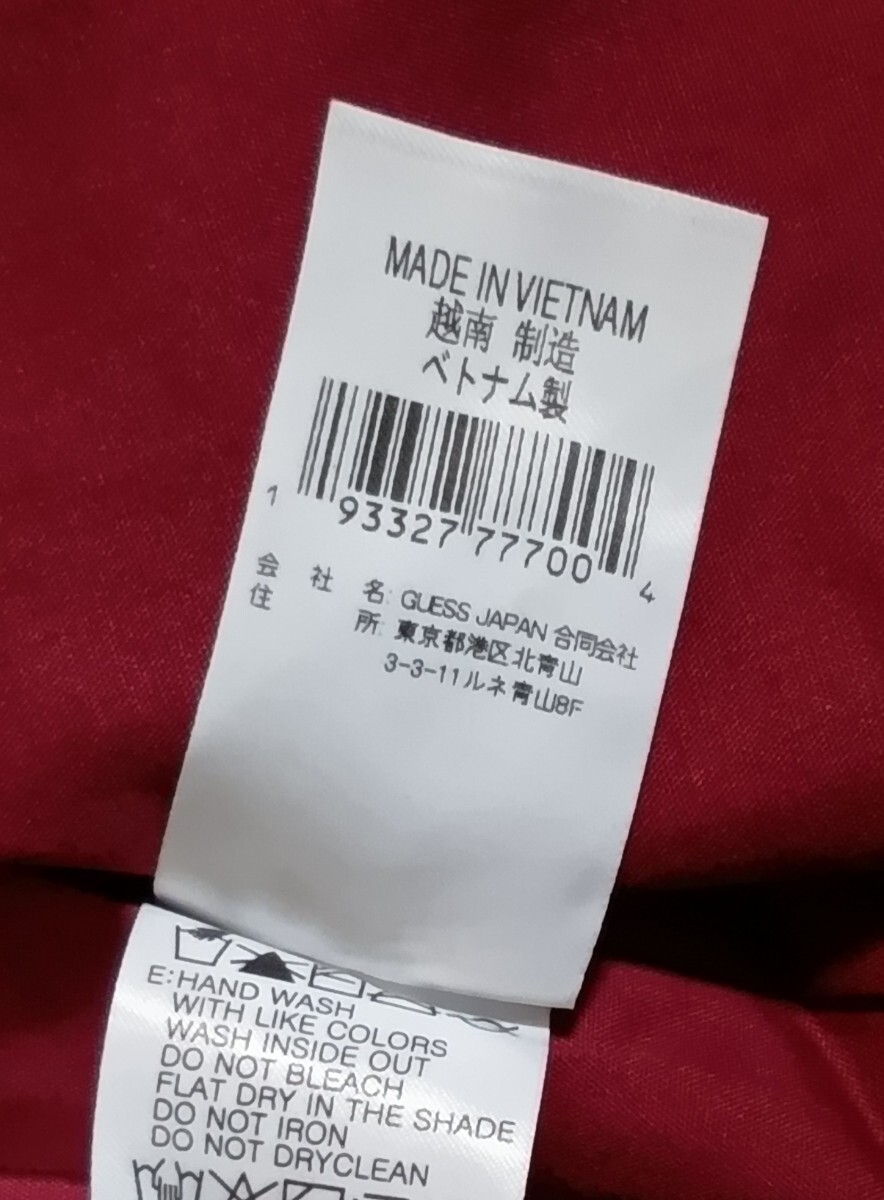 MADE IN VIETNAM
越南 制造
ベトナム製
1 93327 77700 4
会 社 名: GUESS JAPAN 合同会社
住 所: 東京都港区北青山
3-3-11ルネ青山8F
E: HAND WASH
WITH LIKE COLORS
WASH INSIDE OUT
DO NOT BLEACH
FLAT DRY IN THE SHADE
DO NOT IRON
DO NOT DRYCLEAN